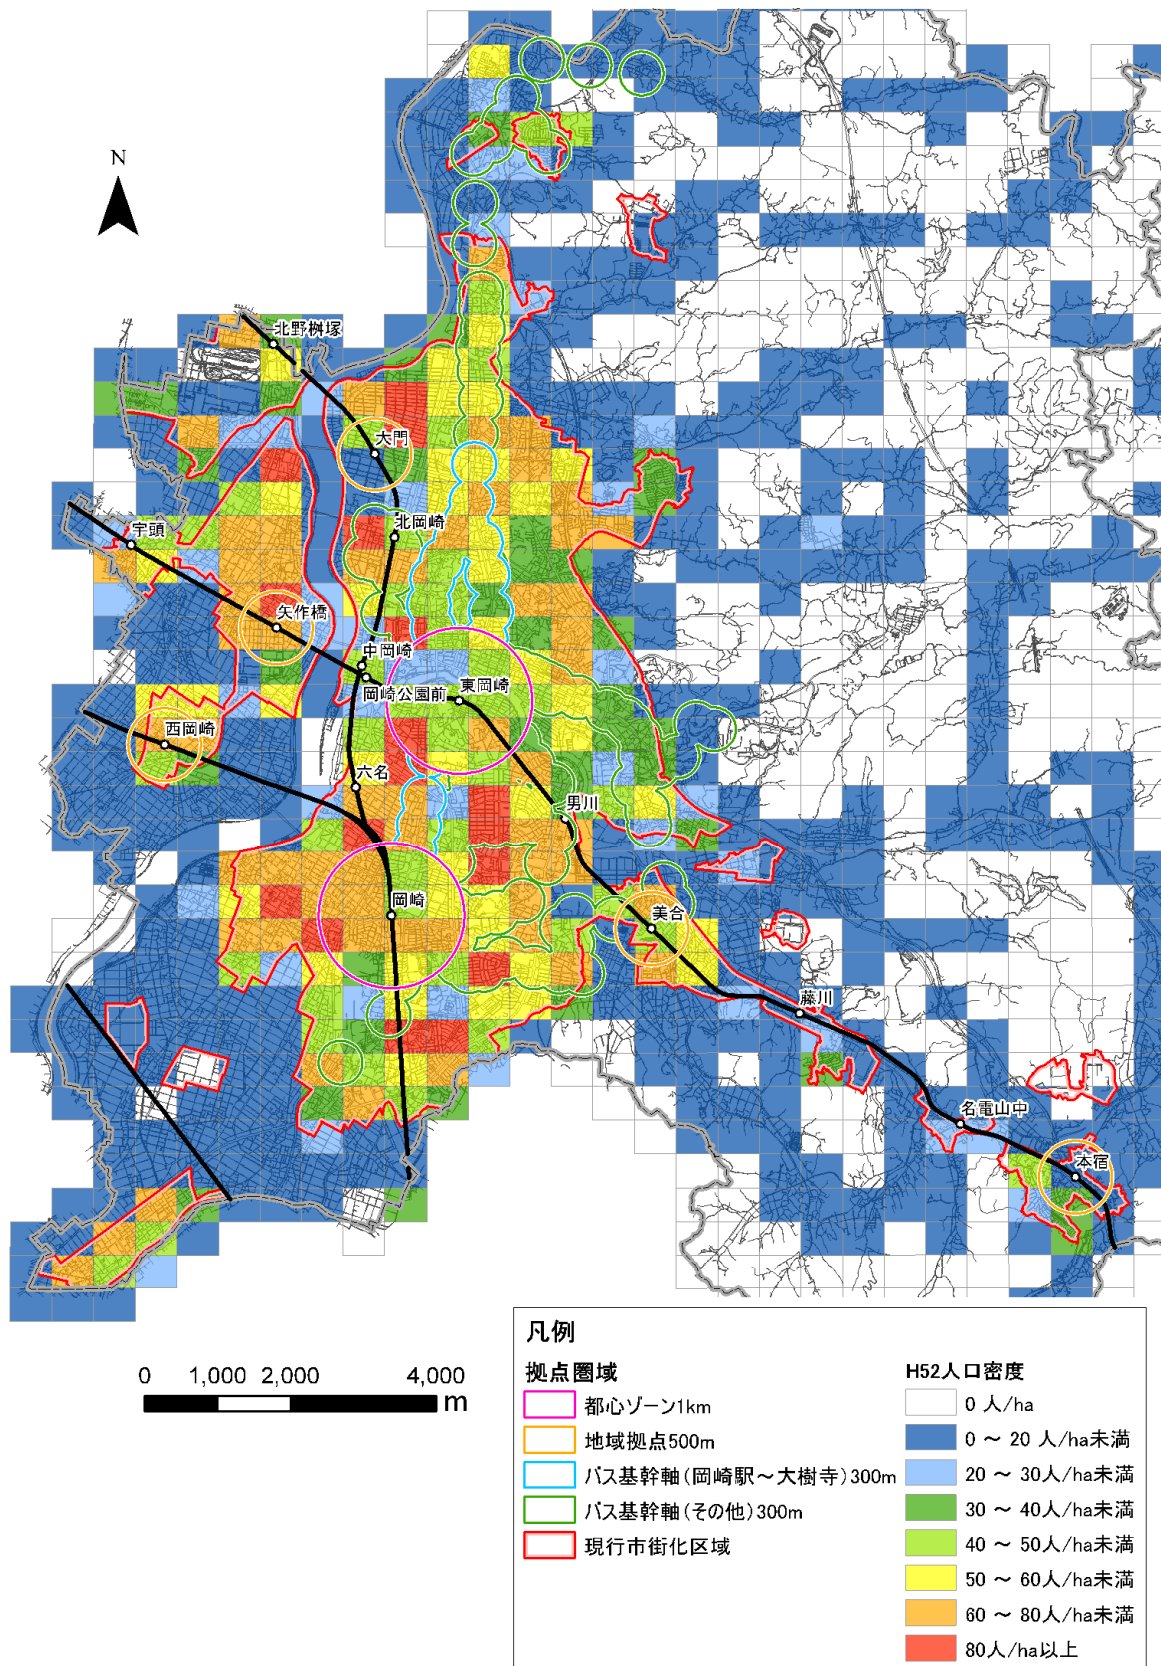 N
北野桝塚
大門
北岡崎
宇頭
矢作橋
中岡崎
岡崎公園前
東岡崎
西岡崎
六名
男川
岡崎
美合
藤川
名電山中
本宿
0 1,000 2,000 4,000
m
凡例
拠点圏域
都心ゾーン1km
地域拠点500m
バス基幹軸(岡崎駅～大樹寺)300m
バス基幹軸(その他)300m
現行市街化区域
H52人口密度
0 人/ha
0 ～ 20 人/ha未満
20 ～ 30人/ha未満
30 ～ 40人/ha未満
40 ～ 50人/ha未満
50 ～ 60人/ha未満
60 ～ 80人/ha未満
80人/ha以上